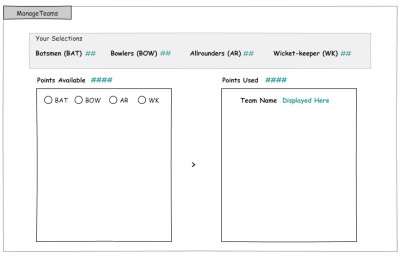 ManageTeams
Your Selections
Batsmen (BAT) ## Bowlers (BOW) ## Allrounders (AR) ## Wicket-keeper (WK) ##
Points Available #### Points Used ####
BAT BOW AR WK Team Name Displayed Here
>